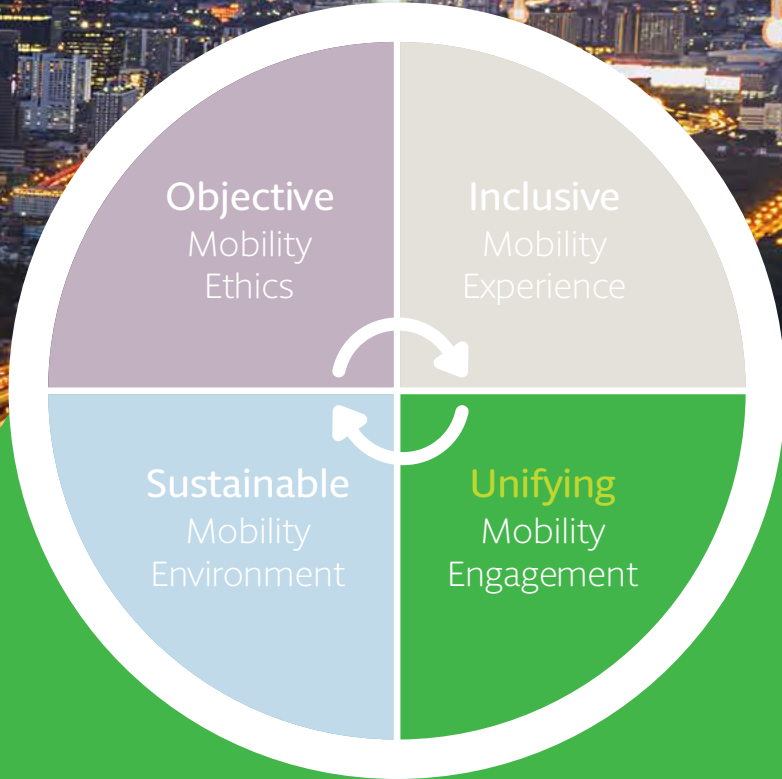 Objective
Mobility
Ethics
Inclusive
Mobility
Experience
Sustainable
Mobility
Environment
Unifying
Mobility
Engagement